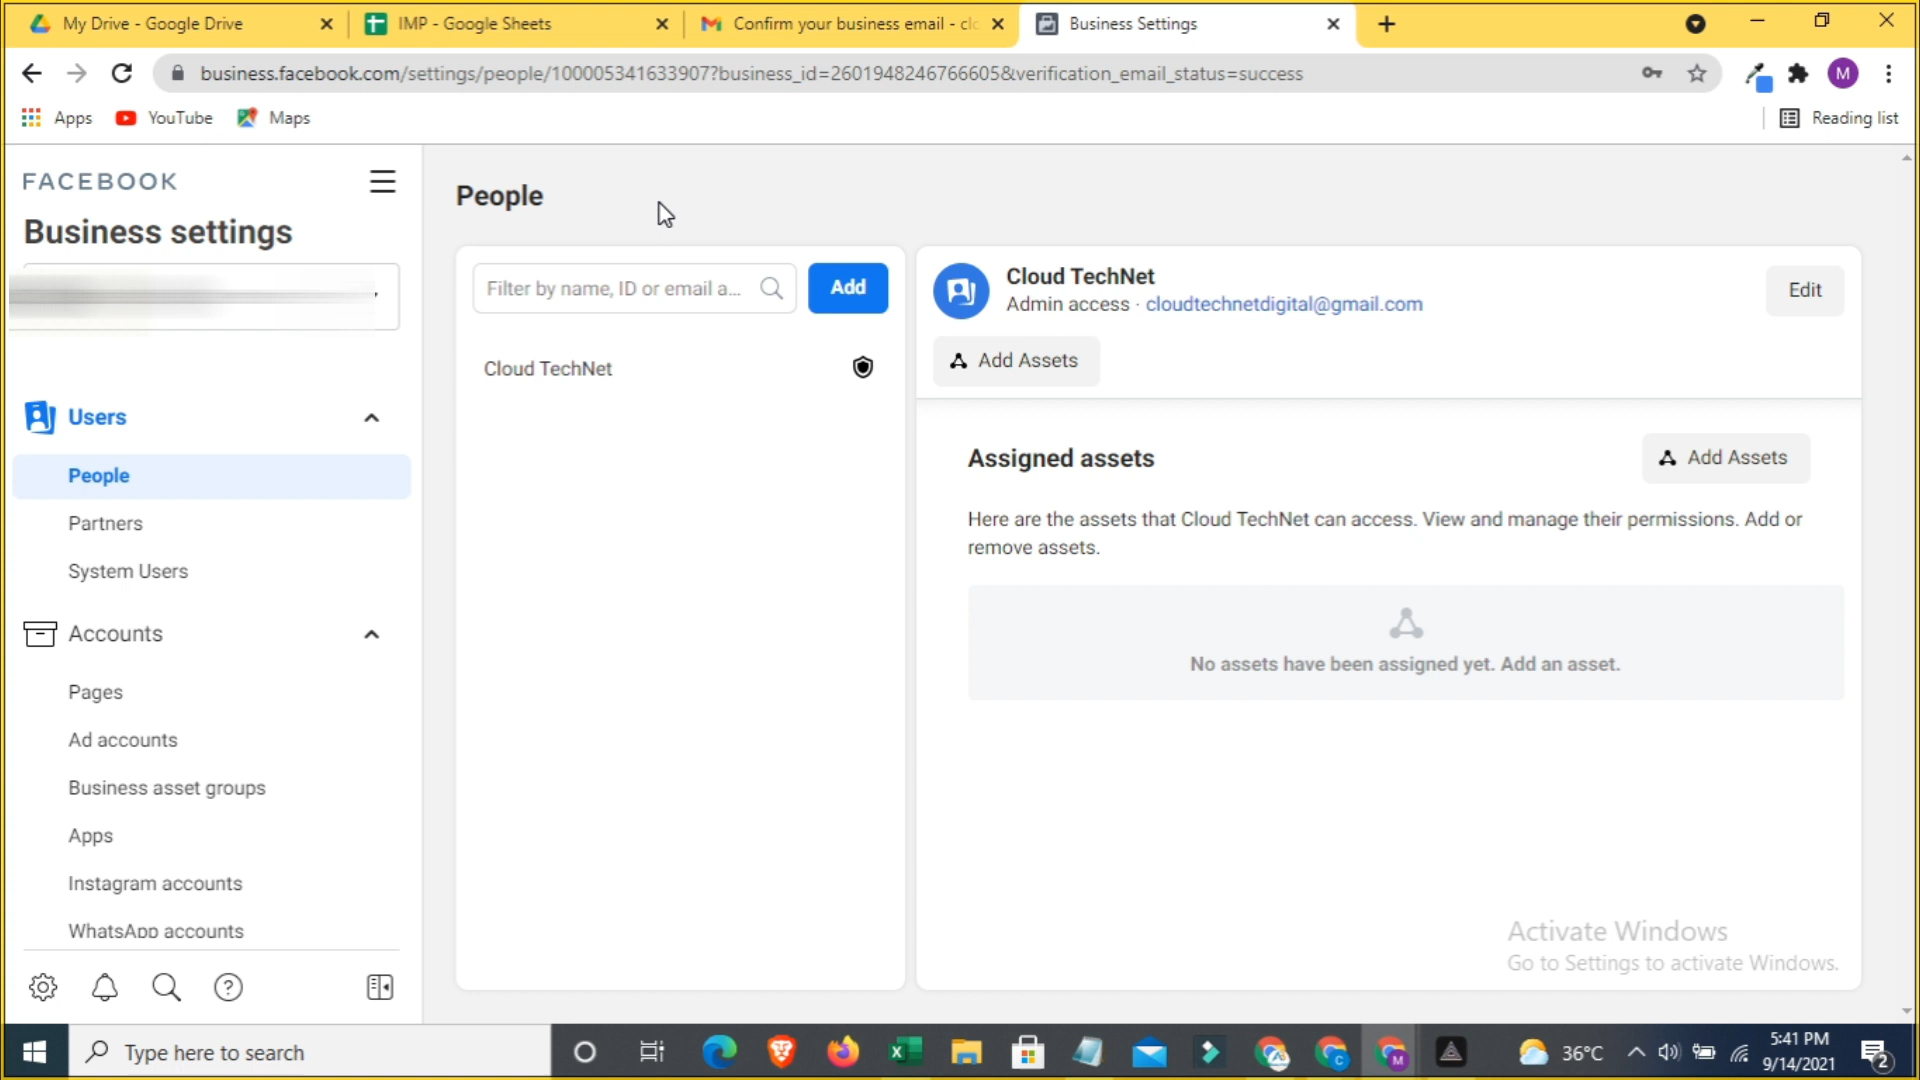 My Drive - Google Drive
IMP - Google Sheets
Confirm your business email - clo
Business Settings
business.facebook.com/settings/people/100005341633907?business_id=2601948246766605&verification_email_status=success
M
Apps
YouTube
Maps
Reading list
FACEBOOK
Business settings
People
Filter by name, ID or email a...
Add
Cloud TechNet
Cloud TechNet
Admin access · cloudtechnetdigital@gmail.com
Edit
Add Assets
Users
People
Partners
System Users
Accounts
Pages
Ad accounts
Business asset groups
Apps
Instagram accounts
WhatsApp accounts
Assigned assets
Add Assets
Here are the assets that Cloud TechNet can access. View and manage their permissions. Add or
remove assets.
No assets have been assigned yet. Add an asset.
Activate Windows
Go to Settings to activate Windows.
Type here to search
36°C
5:41 PM
9/14/2021
2